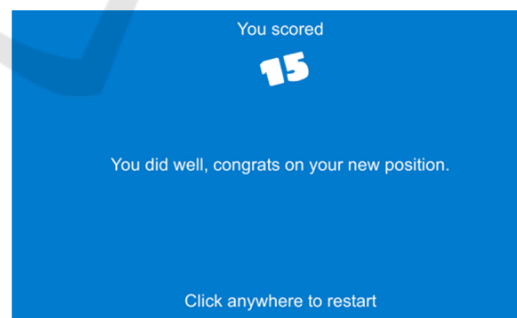 You scored
15
You did well, congrats on your new position.
Click anywhere to restart